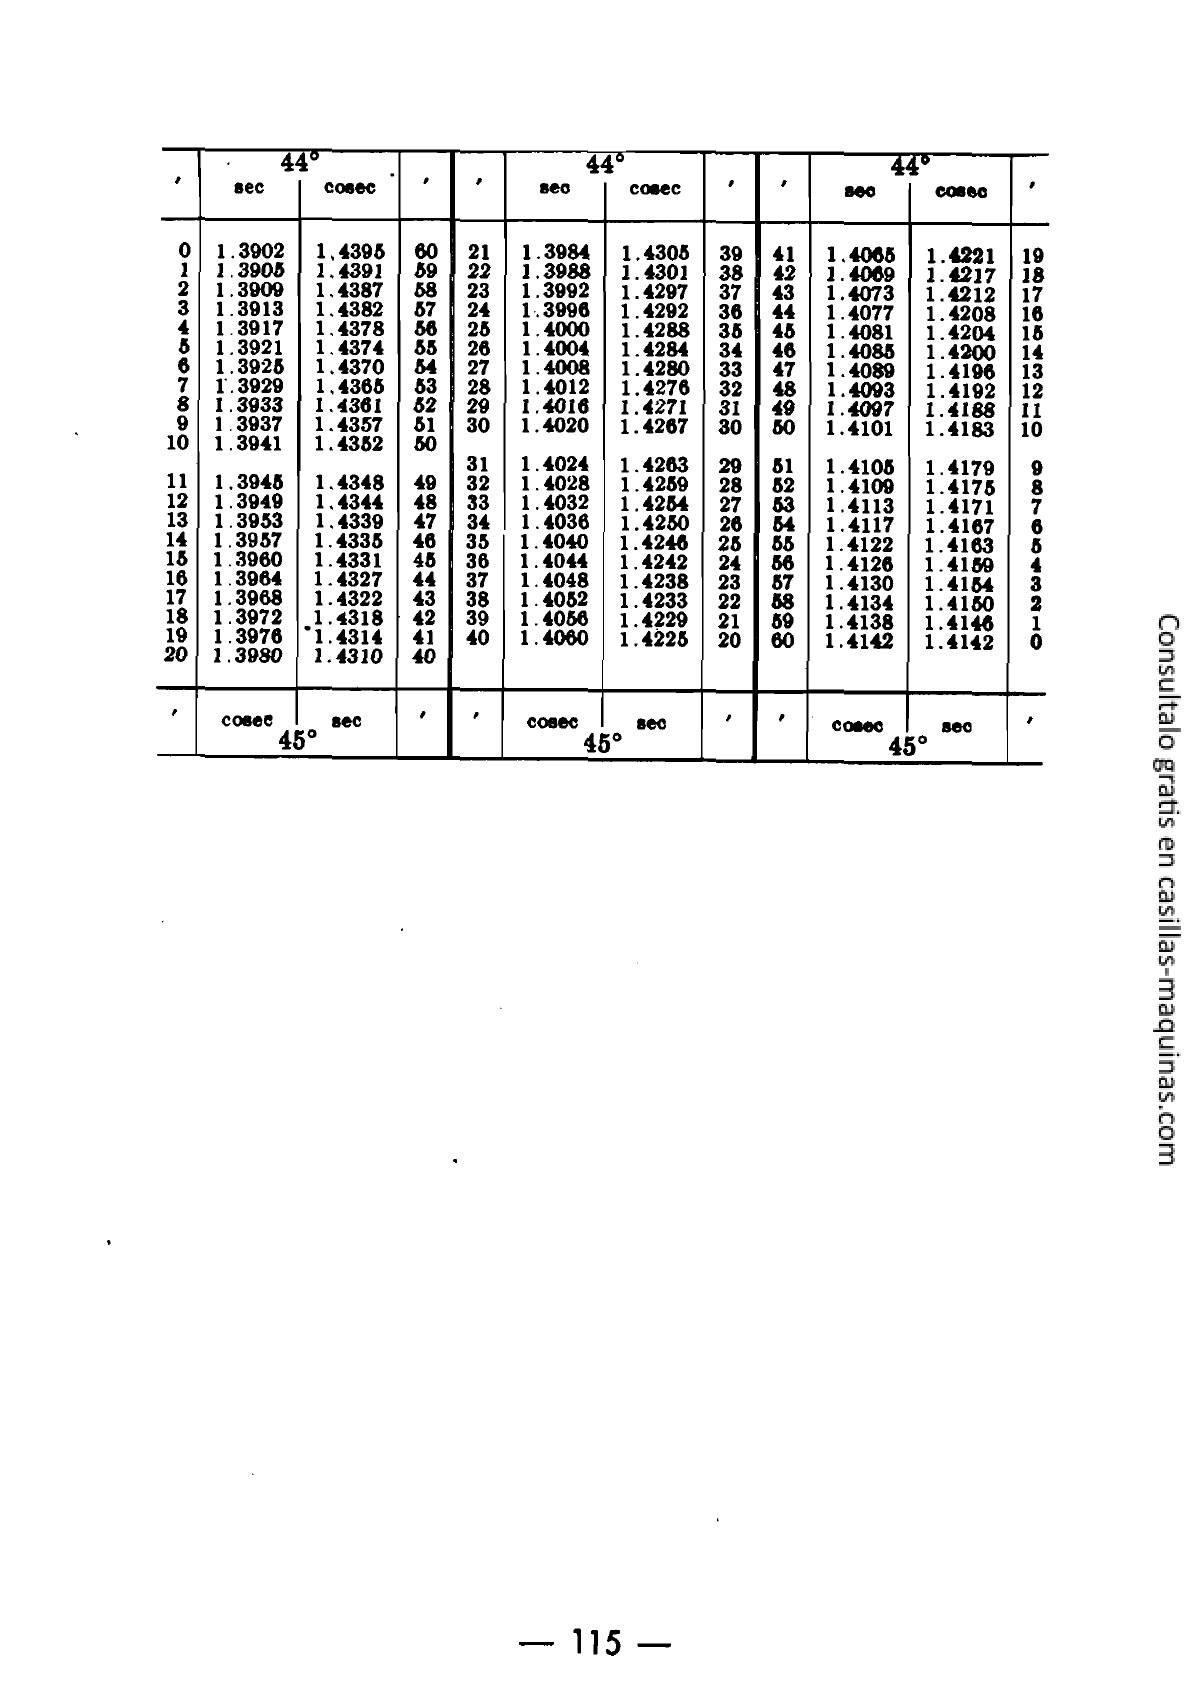 44° 44° 44°
′ sec cosec ′ ′ sec cosec ′ ′ sec cosec ′
0 1.3902 1.4395 60 21 1.3984 1.4305 39 41 1.4065 1.4221 19
1 1.3905 1.4391 59 22 1.3988 1.4301 38 42 1.4069 1.4217 18
2 1.3909 1.4387 58 23 1.3992 1.4297 37 43 1.4073 1.4212 17
3 1.3913 1.4382 57 24 1.3996 1.4292 36 44 1.4077 1.4208 16
4 1.3917 1.4378 56 25 1.4000 1.4288 35 45 1.4081 1.4204 15
5 1.3921 1.4374 55 26 1.4004 1.4284 34 46 1.4085 1.4200 14
6 1.3925 1.4370 54 27 1.4008 1.4280 33 47 1.4089 1.4196 13
7 1.3929 1.4365 53 28 1.4012 1.4276 32 48 1.4093 1.4192 12
8 1.3933 1.4361 52 29 1.4016 1.4271 31 49 1.4097 1.4188 11
9 1.3937 1.4357 51 30 1.4020 1.4267 30 50 1.4101 1.4183 10
10 1.3941 1.4352 50
31 1.4024 1.4263 29 51 1.4105 1.4179 9
11 1.3945 1.4348 49 32 1.4028 1.4259 28 52 1.4109 1.4175 8
12 1.3949 1.4344 48 33 1.4032 1.4254 27 53 1.4113 1.4171 7
13 1.3953 1.4339 47 34 1.4036 1.4250 26 54 1.4117 1.4167 6
14 1.3957 1.4335 46 35 1.4040 1.4246 25 55 1.4122 1.4163 5
15 1.3960 1.4331 45 36 1.4044 1.4242 24 56 1.4126 1.4159 4
16 1.3964 1.4327 44 37 1.4048 1.4238 23 57 1.4130 1.4154 3
17 1.3968 1.4322 43 38 1.4052 1.4233 22 58 1.4134 1.4150 2
18 1.3972 1.4318 42 39 1.4056 1.4229 21 59 1.4138 1.4146 1
19 1.3976 1.4314 41 40 1.4060 1.4225 20 60 1.4142 1.4142 0
20 1.3980 1.4310 40
′ cosec sec ′ ′ cosec sec ′ ′ cosec sec ′
45° 45° 45°
Consultalo gratis en casillas-maquinas.com
— 115 —